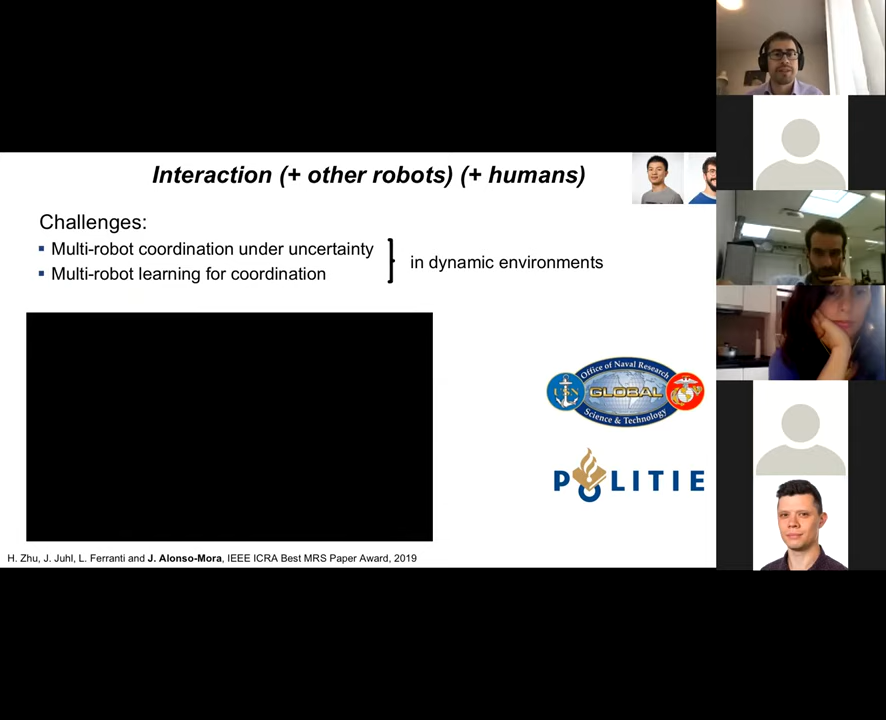 Interaction (+ other robots) (+ humans)
Challenges:
Multi-robot coordination under uncertainty
Multi-robot learning for coordination
in dynamic environments
Office of Naval Research
USN GLOBAL
Science & Technology
POLITIE
H. Zhu, J. Juhl, L. Ferranti and J. Alonso-Mora, IEEE ICRA Best MRS Paper Award, 2019